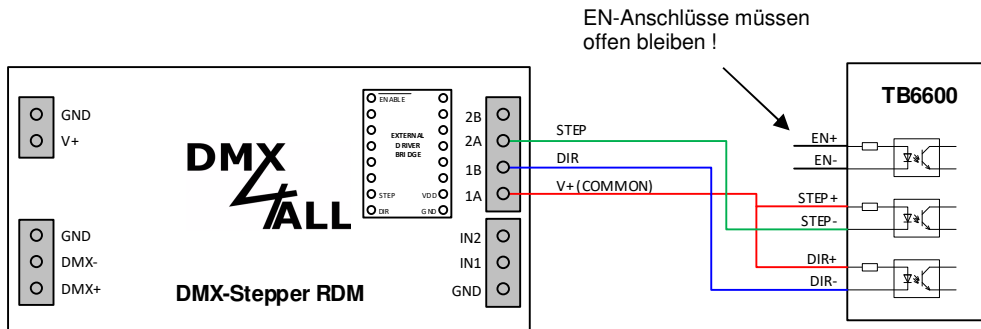 EN-Anschlüsse müssen
offen bleiben !
GND
V+
GND
DMX-
DMX+
DMX
4
ALL
DMX-Stepper RDM
ENABLE
EXTERNAL
DRIVER
BRIDGE
STEP
VDD
DIR
GND
2B
2A
1B
1A
IN2
IN1
GND
STEP
DIR
V+ (COMMON)
TB6600
EN+
EN-
STEP+
STEP-
DIR+
DIR-